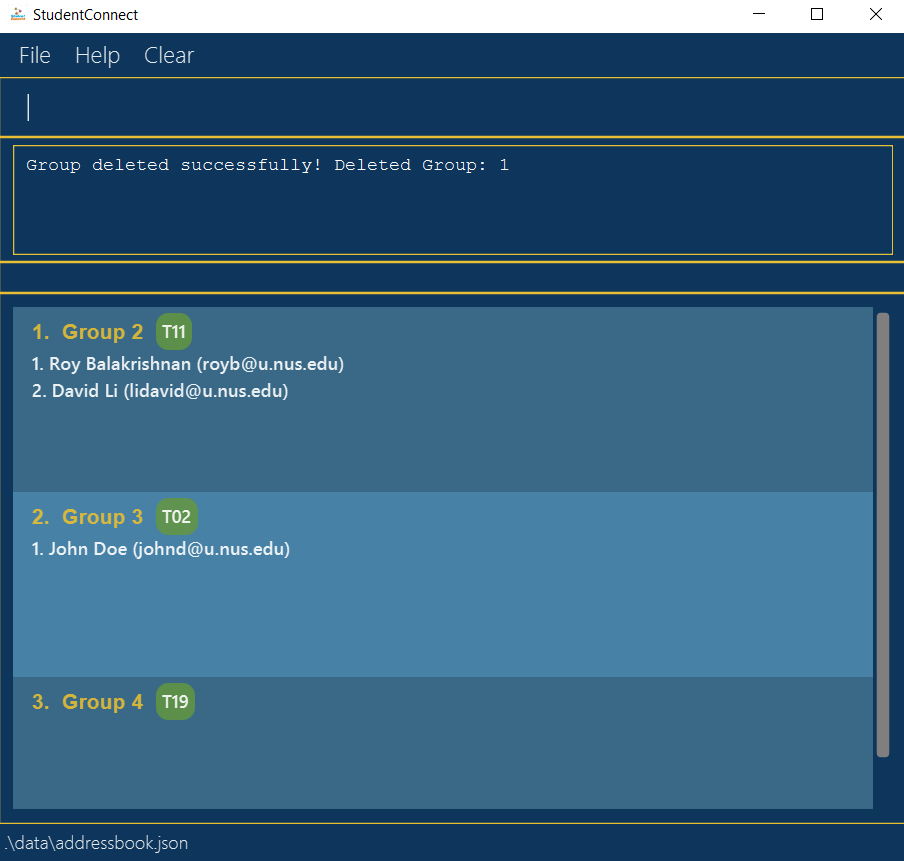 StudentConnect
File Help Clear
Group deleted successfully! Deleted Group: 1
1. Group 2 T11
1. Roy Balakrishnan (royb@u.nus.edu)
2. David Li (lidavid@u.nus.edu)
2. Group 3 T02
1. John Doe (johnd@u.nus.edu)
3. Group 4 T19
.\data\addressbook.json